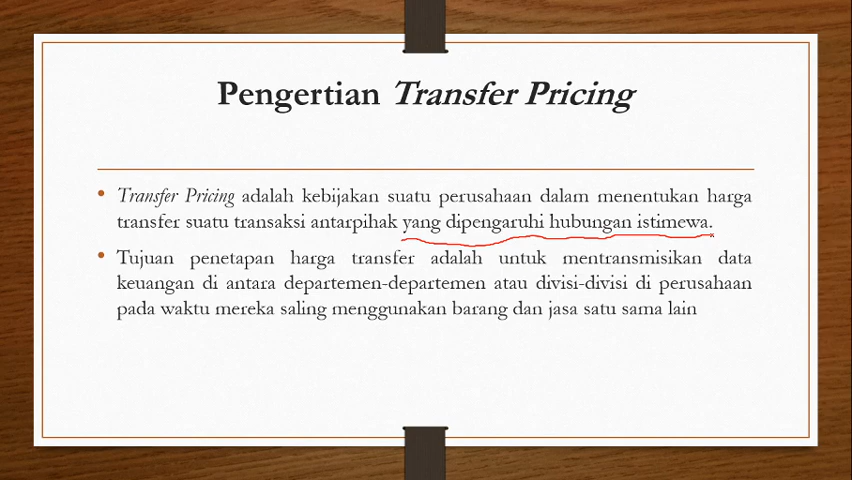 Pengertian Transfer Pricing
• Transfer Pricing adalah kebijakan suatu perusahaan dalam menentukan harga
transfer suatu transaksi antarpihak yang dipengaruhi hubungan istimewa.
• Tujuan penetapan harga transfer adalah untuk mentransmisikan data
keuangan di antara departemen-departemen atau divisi-divisi di perusahaan
pada waktu mereka saling menggunakan barang dan jasa satu sama lain